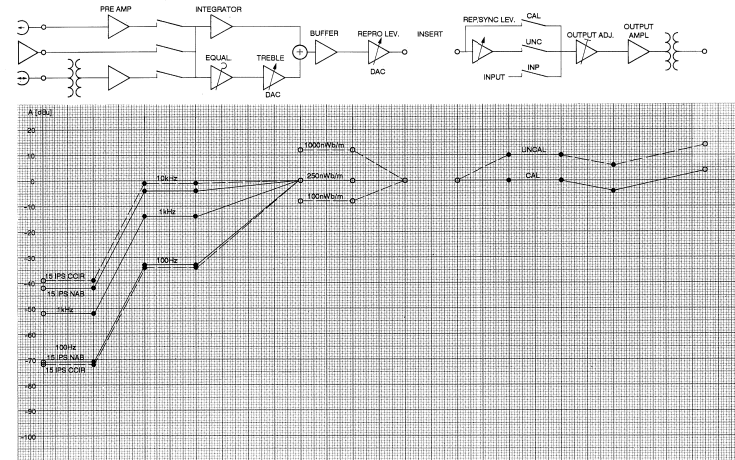 PRE AMP
INTEGRATOR
BUFFER
REPRO LEV.
INSERT
REP./SYNC LEV.
CAL
UNC
INP
INPUT
OUTPUT ADJ.
OUTPUT
AMPL
EQUAL.
TREBLE
DAC
DAC
A [dBu]
20
10
0
-10
-20
-30
-40
-50
-60
-70
-80
-90
-100
10kHz
1kHz
100Hz
15 IPS CCIR
15 IPS NAB
1kHz
100Hz
15 IPS NAB
15 IPS CCIR
1000nWb/m
250nWb/m
100nWb/m
UNCAL
CAL